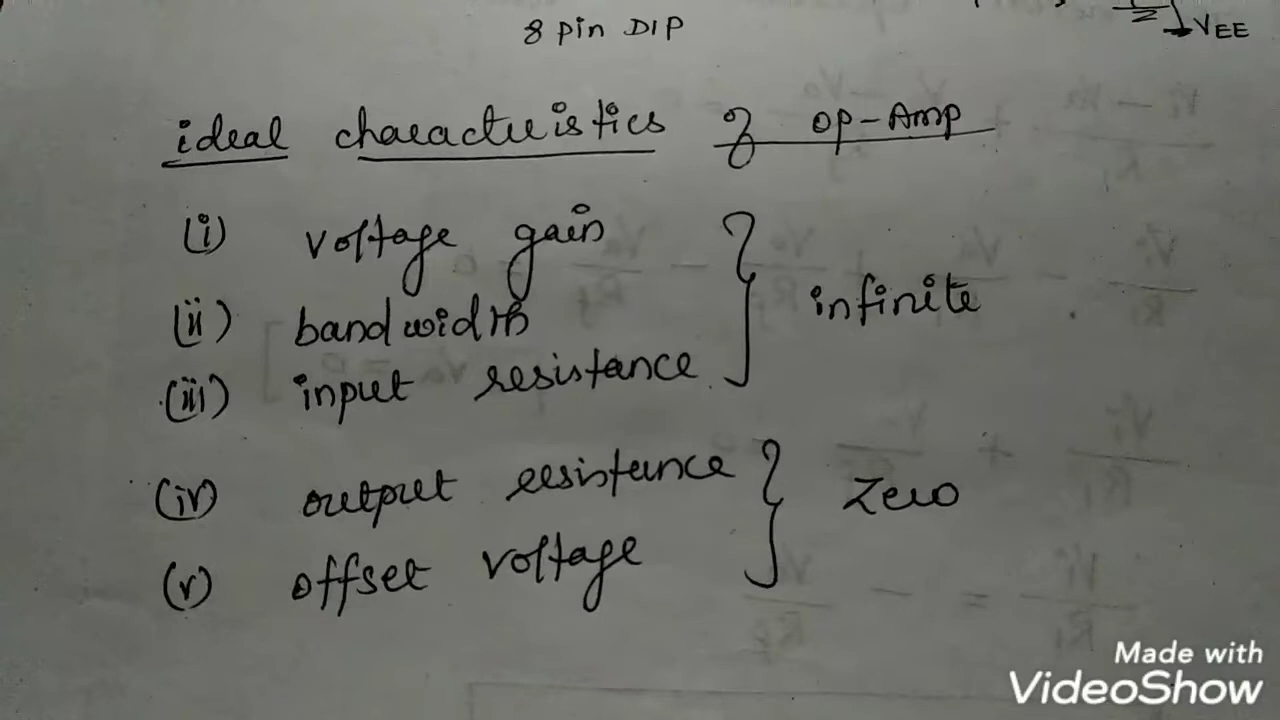 8 pin DIP
VEE
ideal characteristics of OP-Amp
(i) voltage gain
(ii) bandwidth
infinite
(iii) input resistance
(iv) output resistance
zero
(v) offset voltage
Made with
VideoShow